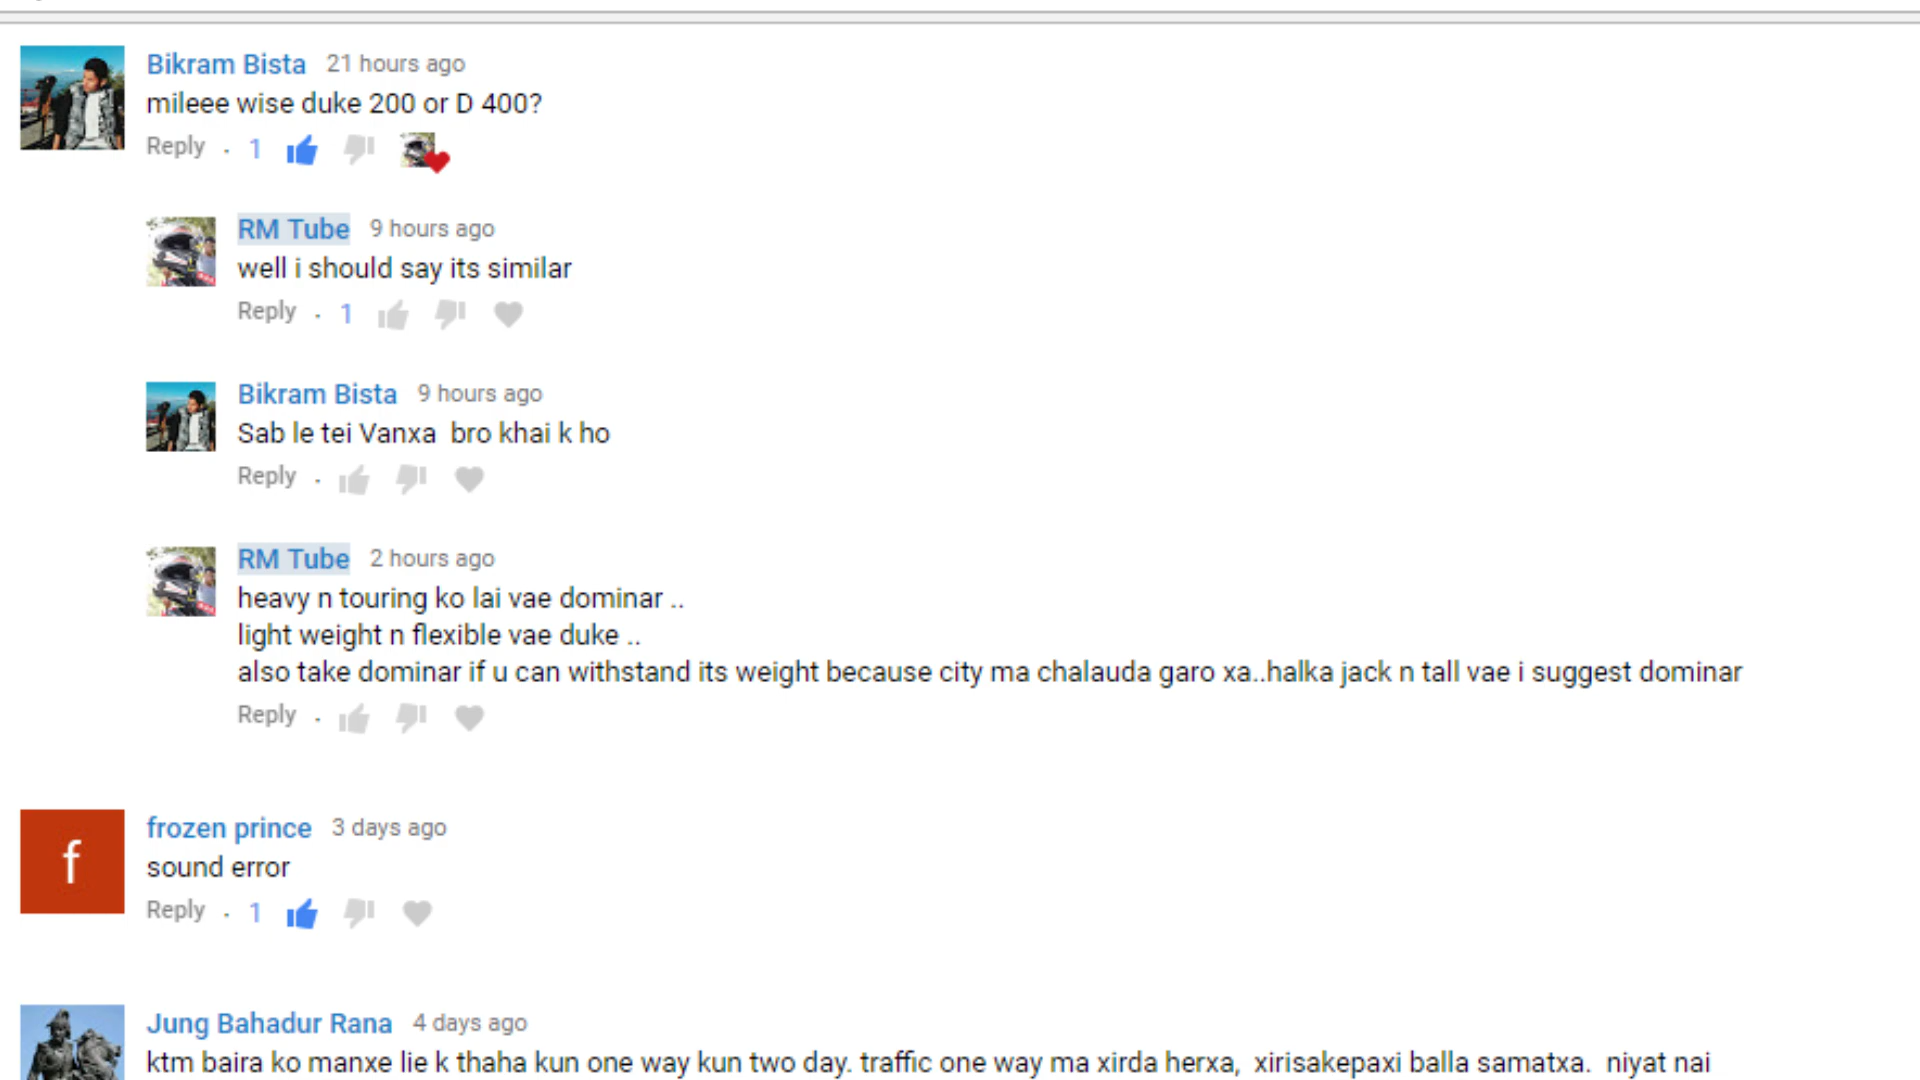 Bikram Bista 21 hours ago
mileee wise duke 200 or D 400?
Reply . 1
RM Tube 9 hours ago
well i should say its similar
Reply . 1
Bikram Bista 9 hours ago
Sab le tei Vanxa  bro khai k ho
Reply .
RM Tube 2 hours ago
heavy n touring ko lai vae dominar ..
light weight n flexible vae duke ..
also take dominar if u can withstand its weight because city ma chalauda garo xa..halka jack n tall vae i suggest dominar
Reply .
f
frozen prince 3 days ago
sound error
Reply . 1
Jung Bahadur Rana 4 days ago
ktm baira ko manxe lie k thaha kun one way kun two day. traffic one way ma xirda herxa,  xirisakepaxi balla samatxa.  niyat nai